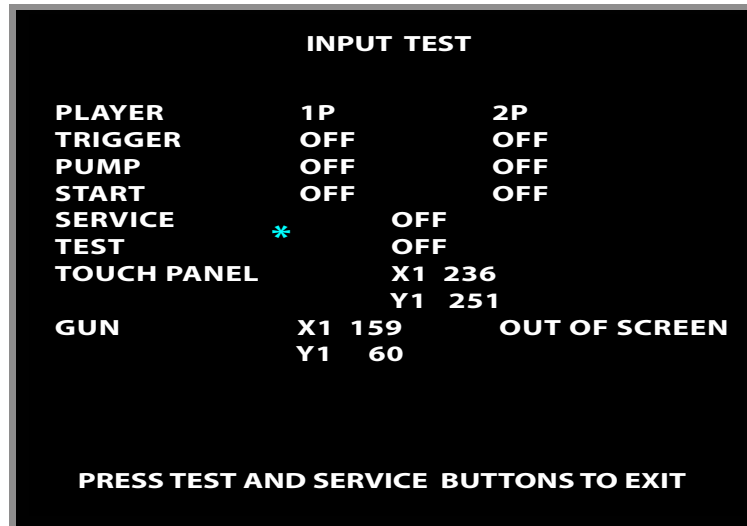 INPUT TEST
PLAYER 1P 2P
TRIGGER OFF OFF
PUMP OFF OFF
START OFF OFF
SERVICE OFF
*
TEST OFF
TOUCH PANEL X1 236
Y1 251
GUN X1 159 OUT OF SCREEN
Y1 60
PRESS TEST AND SERVICE BUTTONS TO EXIT